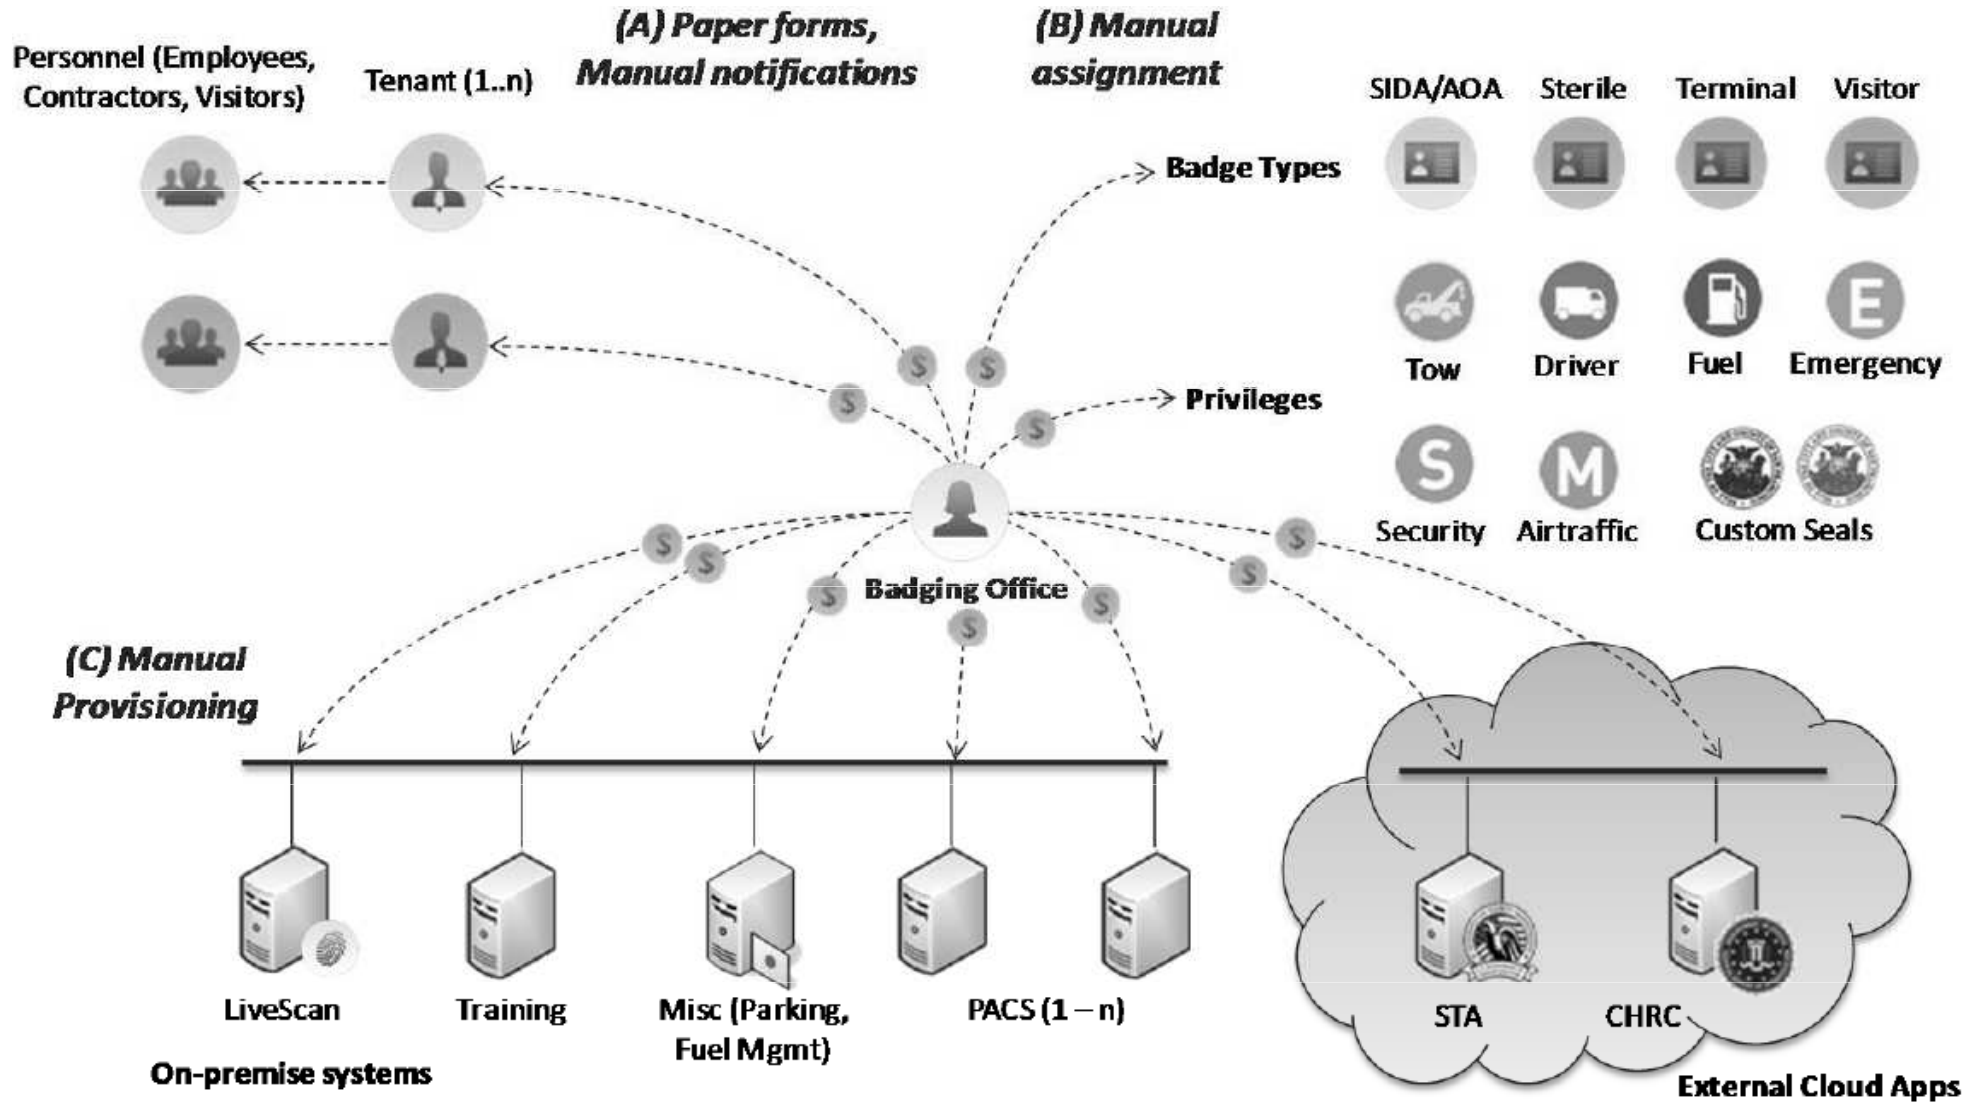 (A) Paper forms,
Manual notifications
(B) Manual
assignment
Personnel (Employees,
Contractors, Visitors)
Tenant (1..n)
SIDA/AOA
Sterile
Terminal
Visitor
Badge Types
Tow
Driver
Fuel
E
Emergency
$
$
$
$
Privileges
S
Security
M
Airtraffic
Custom Seals
$
$
$
$
$
$
$
Badging Office
(C) Manual
Provisioning
LiveScan
Training
Misc (Parking,
Fuel Mgmt)
PACS (1 – n)
STA
CHRC
On-premise systems
External Cloud Apps